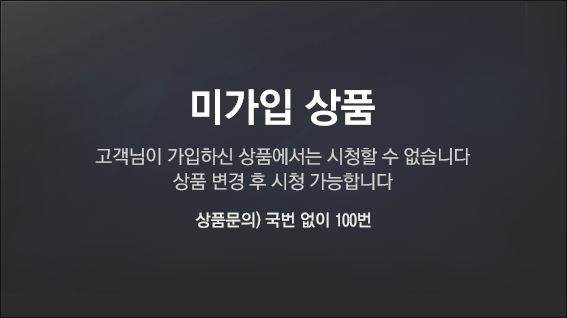 미가입 상품
고객님이 가입하신 상품에서는 시청할 수 없습니다
상품 변경 후 시청 가능합니다
상품문의) 국번 없이 100번